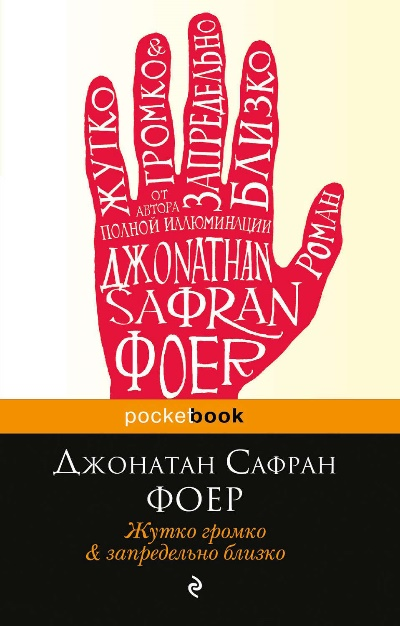 ЖУТКО
ГРОМКО &
ЗАПРЕДЕЛЬНО
БЛИЗКО
ОТ
АВТОРА
ПОЛНОЙ ИЛЛЮМИНАЦИИ
РОМАН
ДЖОNATHAN
SAFRAN
ФОЕR
pocketbook
ДЖОНАТАН САФРАН
ФОЕР
Жутко громко
& запредельно близко